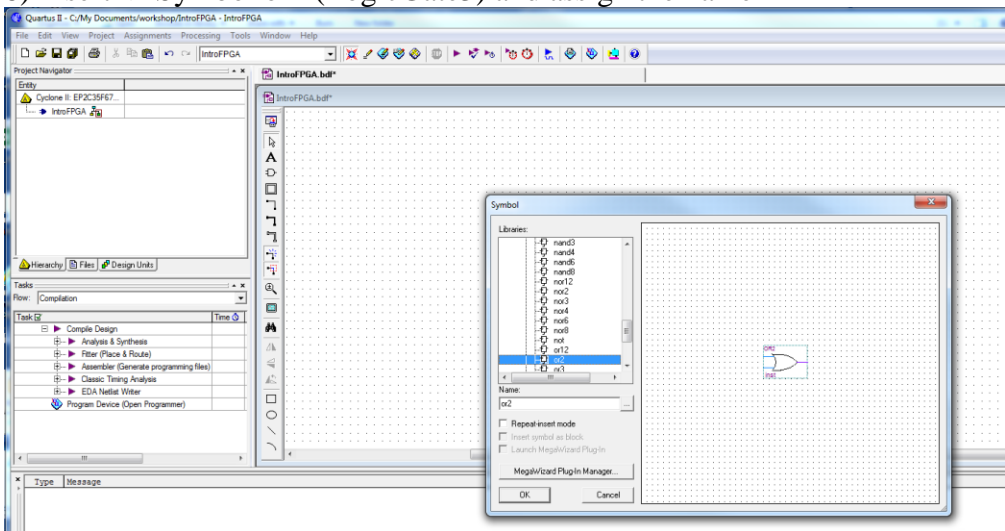 Quartus II - C:/My Documents/workshop/IntroFPGA - IntroFPGA
File Edit View Project Assignments Processing Tools Window Help
IntroFPGA
Project Navigator
IntroFPGA.bdf*
Entity
Cyclone II: EP2C35F67...
IntroFPGA
IntroFPGA.bdf*
Hierarchy Files Design Units
Tasks
Flow: Compilation
Task Time
Compile Design
Analysis & Synthesis
Fitter (Place & Route)
Assembler (Generate programming files)
Classic Timing Analysis
EDA Netlist Writer
Program Device (Open Programmer)
Type Message
Symbol
Libraries:
nand3
nand4
nand6
nand8
nor12
nor2
nor3
nor4
nor6
nor8
not
or12
or2
or3
Name:
or2
...
Repeat-insert mode
Insert symbol as block
Launch MegaWizard Plug-In
MegaWizard Plug-In Manager...
OK Cancel
OR2
inst